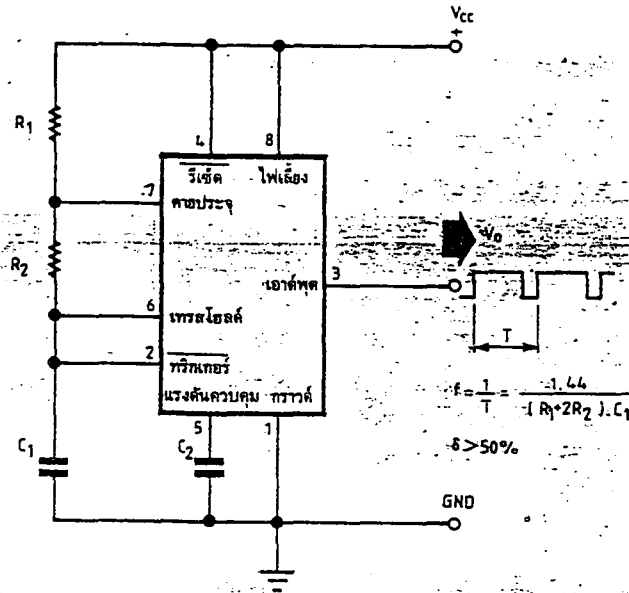 Vcc
+
R1
4
8
รีเซ็ต
ไฟเลี้ยง
7
คายประจุ
Vo
R2
3
เอาต์พุต
6
เทรสโฮลด์
2
ทริกเกอร์
T
แรงดันควบคุม
กราวด์
f = 1/T = 1.44 / (R1+2R2).C1
5
1
C1
C2
δ > 50%
GND